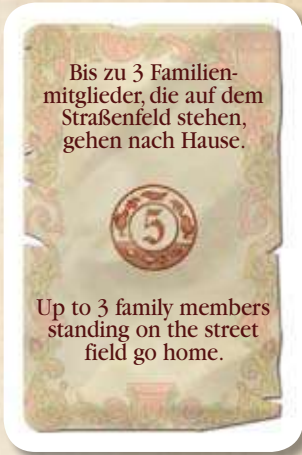 Bis zu 3 Familien-
mitglieder, die auf dem
Straßenfeld stehen,
gehen nach Hause.
5
Up to 3 family members
standing on the street
field go home.